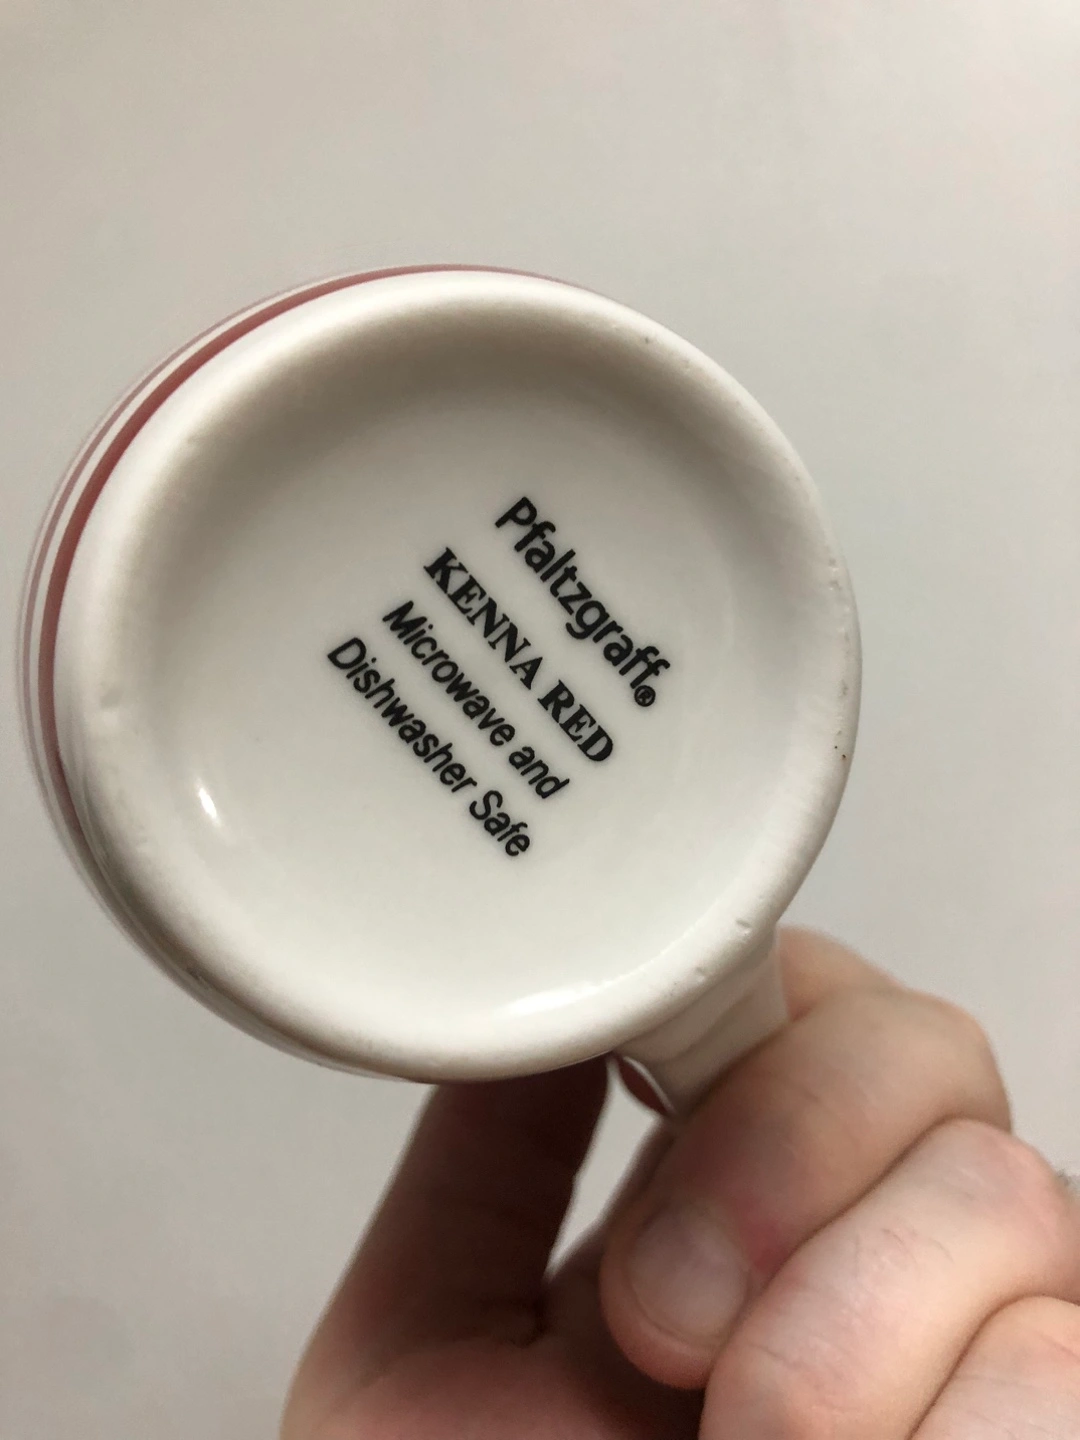 Pfaltzgraff®
KENNA RED
Microwave and
Dishwasher Safe